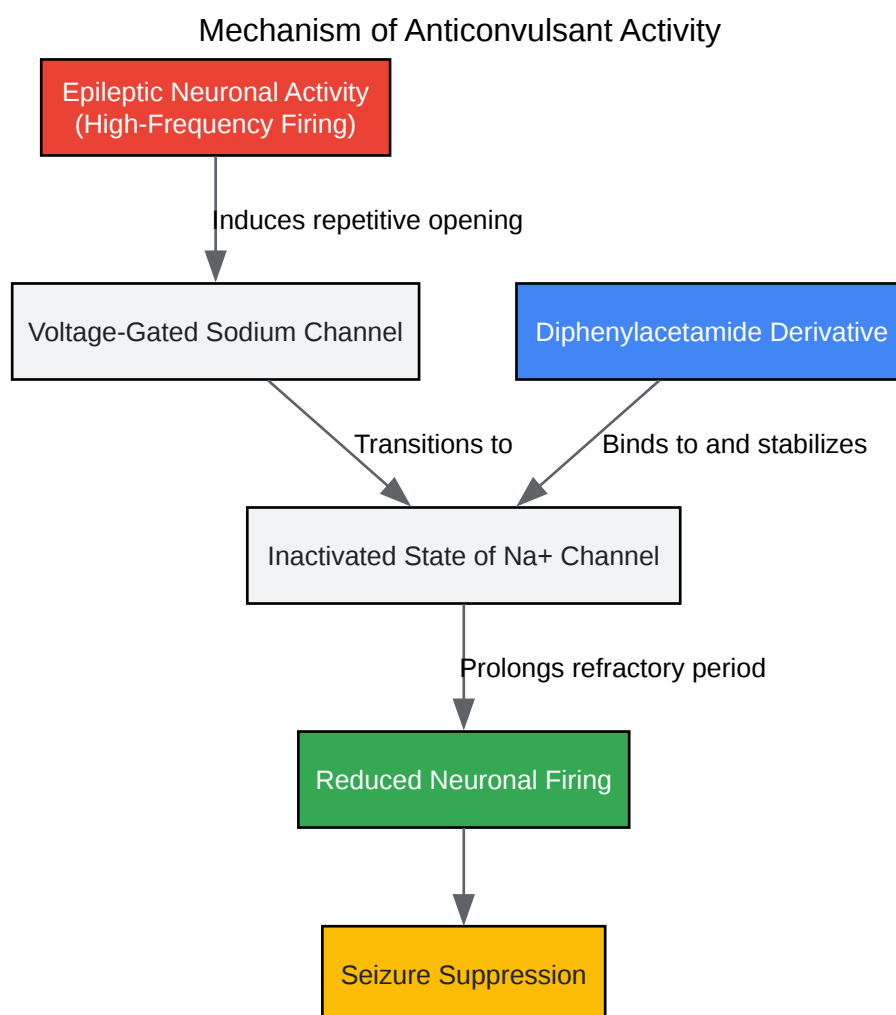 Mechanism of Anticonvulsant Activity
Epileptic Neuronal Activity
(High-Frequency Firing)
Induces repetitive opening
Voltage-Gated Sodium Channel
Diphenylacetamide Derivative
Transitions to
Binds to and stabilizes
Inactivated State of Na+ Channel
Prolongs refractory period
Reduced Neuronal Firing
Seizure Suppression